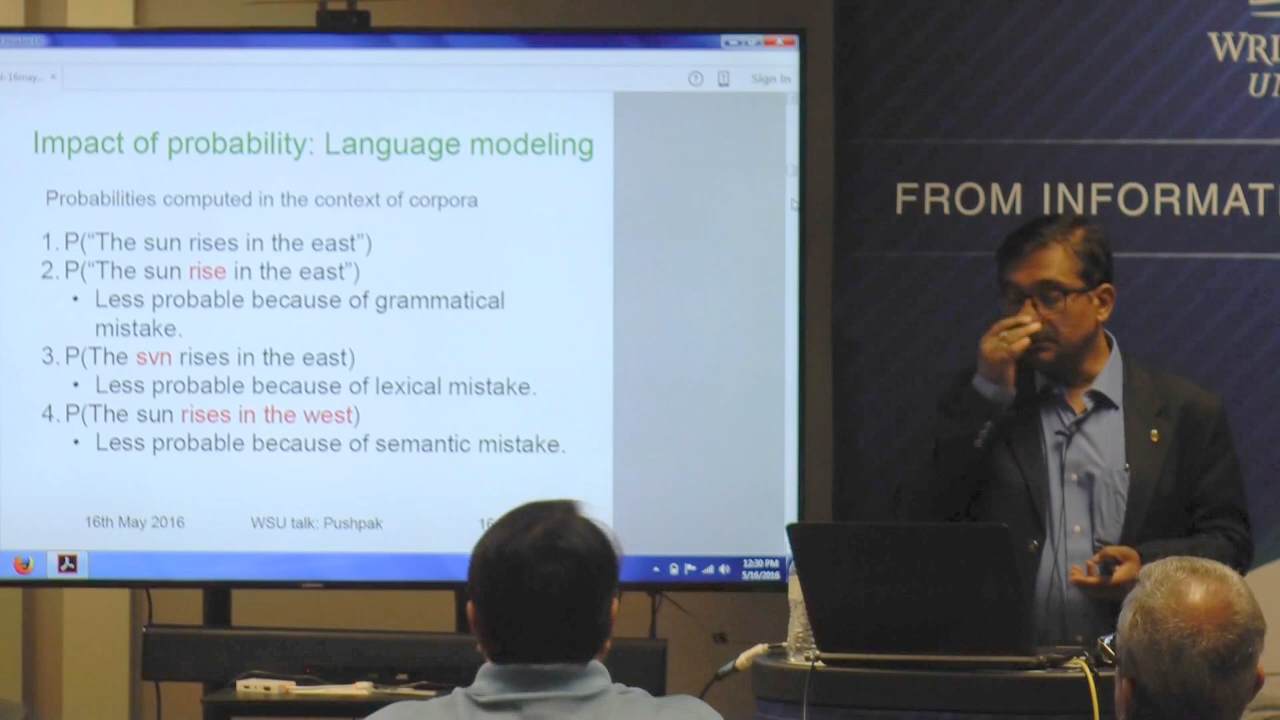 Sign In
Impact of probability: Language modeling
Probabilities computed in the context of corpora
1. P(“The sun rises in the east”)
2. P(“The sun rise in the east”)
• Less probable because of grammatical
mistake.
3. P(The svn rises in the east)
• Less probable because of lexical mistake.
4. P(The sun rises in the west)
• Less probable because of semantic mistake.
16th May 2016 WSU talk: Pushpak 16
12:30 PM
5/16/2016
WRI
UN
FROM INFORMATI